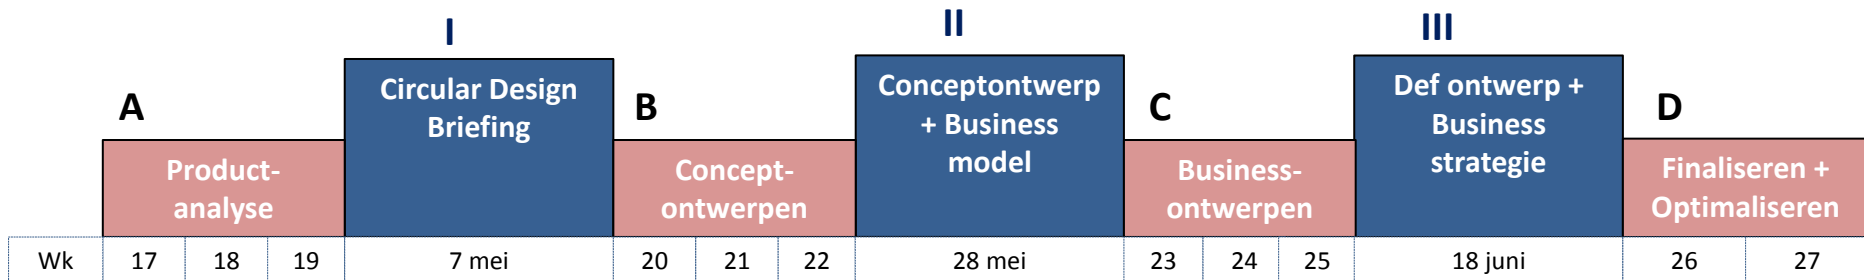 I
II
III
A
Circular Design
Briefing
B
Conceptontwerp
+ Business
model
C
Def ontwerp +
Business
strategie
D
Product-
analyse
Concept-
ontwerpen
Business-
ontwerpen
Finaliseren +
Optimaliseren
Wk 17 18 19 7 mei 20 21 22 28 mei 23 24 25 18 juni 26 27